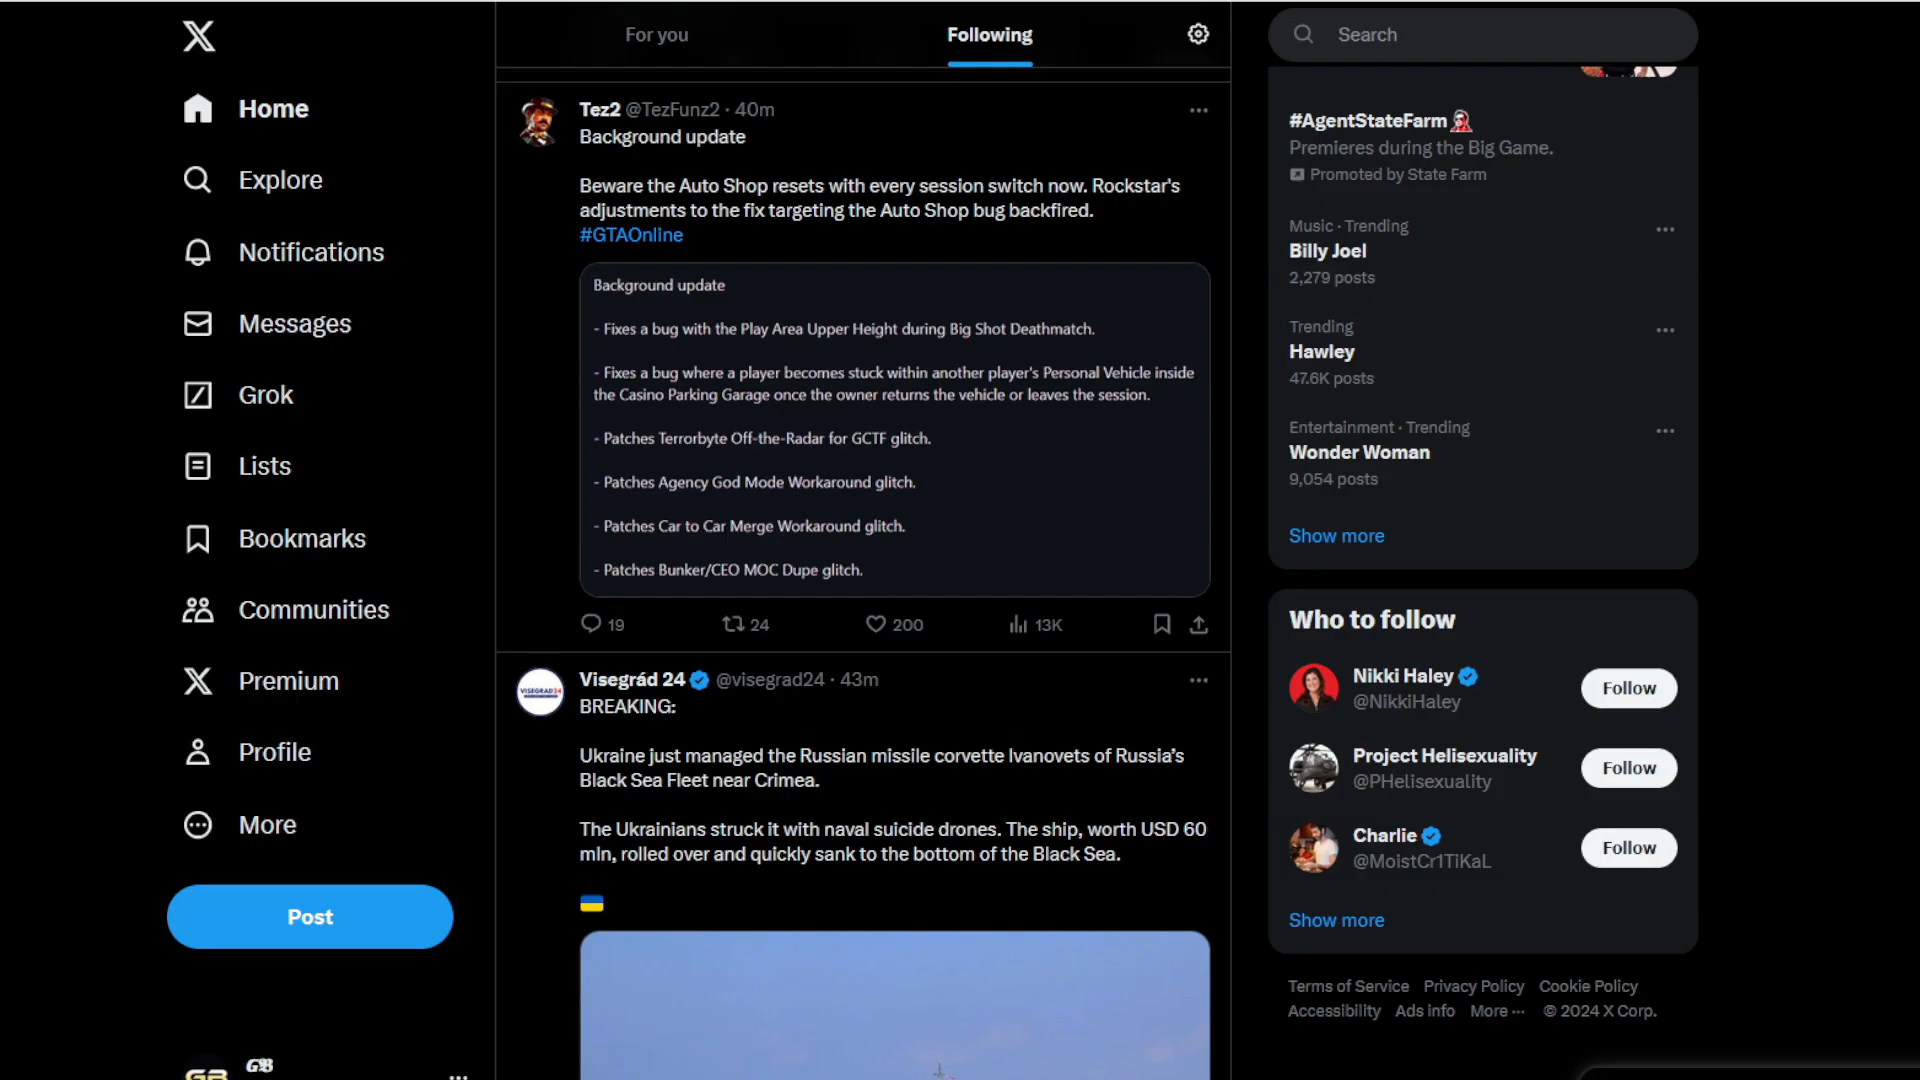 Home
Explore
Notifications
Messages
Grok
Lists
Bookmarks
Communities
Premium
Profile
More
Post
GB
For you
Following
Tez2 @TezFunz2 · 40m
Background update
Beware the Auto Shop resets with every session switch now. Rockstar's
adjustments to the fix targeting the Auto Shop bug backfired.
#GTAOnline
Background update
- Fixes a bug with the Play Area Upper Height during Big Shot Deathmatch.
- Fixes a bug where a player becomes stuck within another player's Personal Vehicle inside
the Casino Parking Garage once the owner returns the vehicle or leaves the session.
- Patches Terrorbyte Off-the-Radar for GCTF glitch.
- Patches Agency God Mode Workaround glitch.
- Patches Car to Car Merge Workaround glitch.
- Patches Bunker/CEO MOC Dupe glitch.
19 24 200 13K
VISEGRAD24
Visegrád 24 @visegrad24 · 43m
BREAKING:
Ukraine just managed the Russian missile corvette Ivanovets of Russia’s
Black Sea Fleet near Crimea.
The Ukrainians struck it with naval suicide drones. The ship, worth USD 60
mln, rolled over and quickly sank to the bottom of the Black Sea.
Search
#AgentStateFarm
Premieres during the Big Game.
Promoted by State Farm
Music · Trending
Billy Joel
2,279 posts
Trending
Hawley
47.6K posts
Entertainment · Trending
Wonder Woman
9,054 posts
Show more
Who to follow
Nikki Haley
@NikkiHaley
Follow
Project Helisexuality
@PHelisexuality
Follow
Charlie
@MoistCr1TiKaL
Follow
Show more
Terms of Service Privacy Policy Cookie Policy
Accessibility Ads info More ··· © 2024 X Corp.